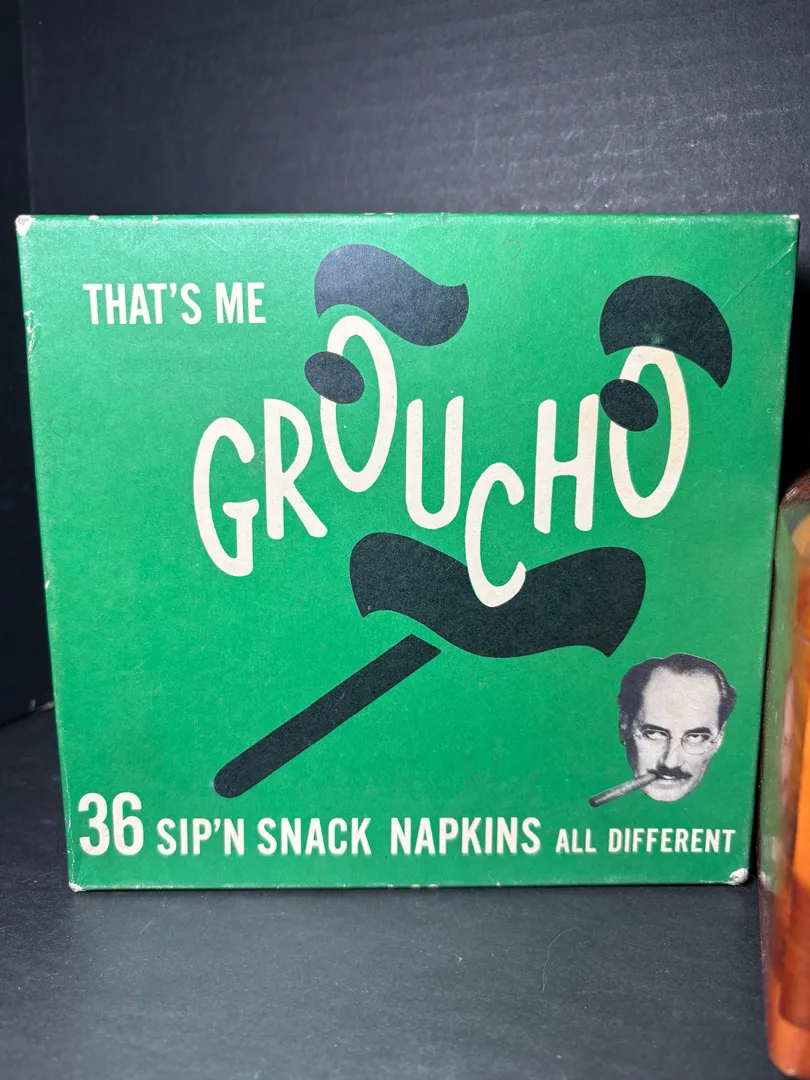 THAT'S ME
GROUCHO
36 SIP'N SNACK NAPKINS ALL DIFFERENT